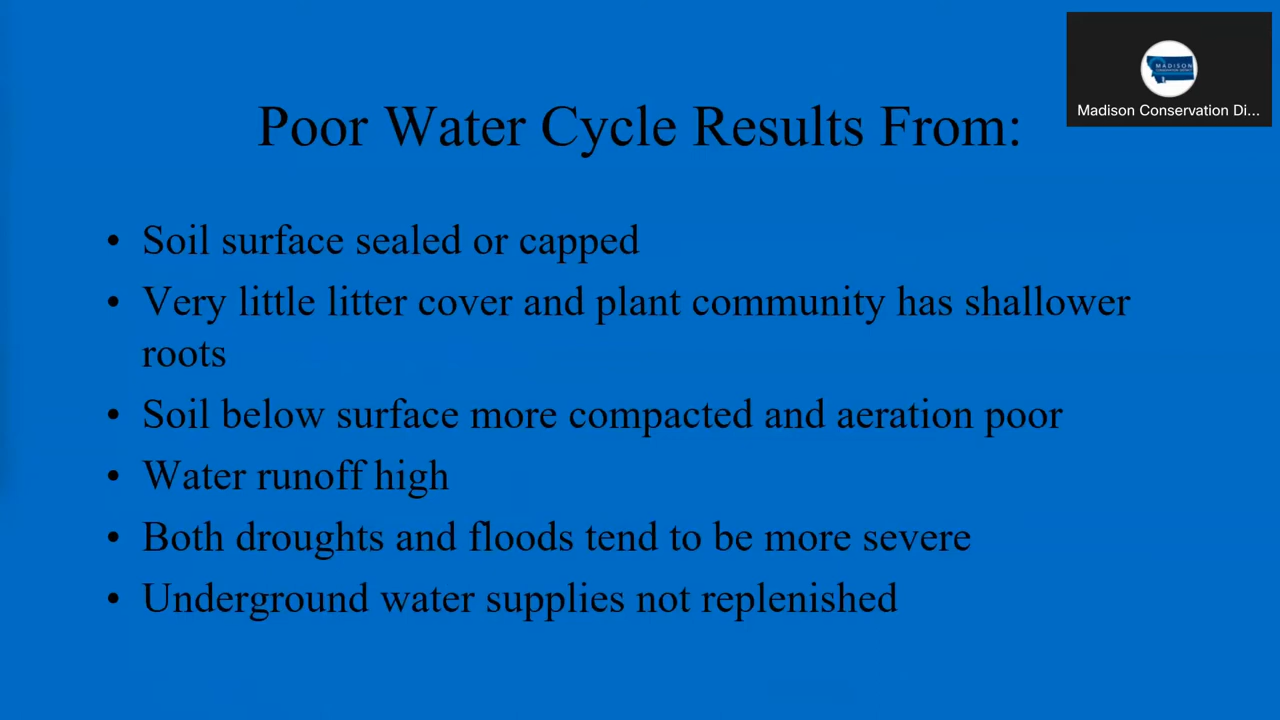 Poor Water Cycle Results From:
• Soil surface sealed or capped
• Very little litter cover and plant community has shallower
roots
• Soil below surface more compacted and aeration poor
• Water runoff high
• Both droughts and floods tend to be more severe
• Underground water supplies not replenished
MADISON
Madison Conservation Di...